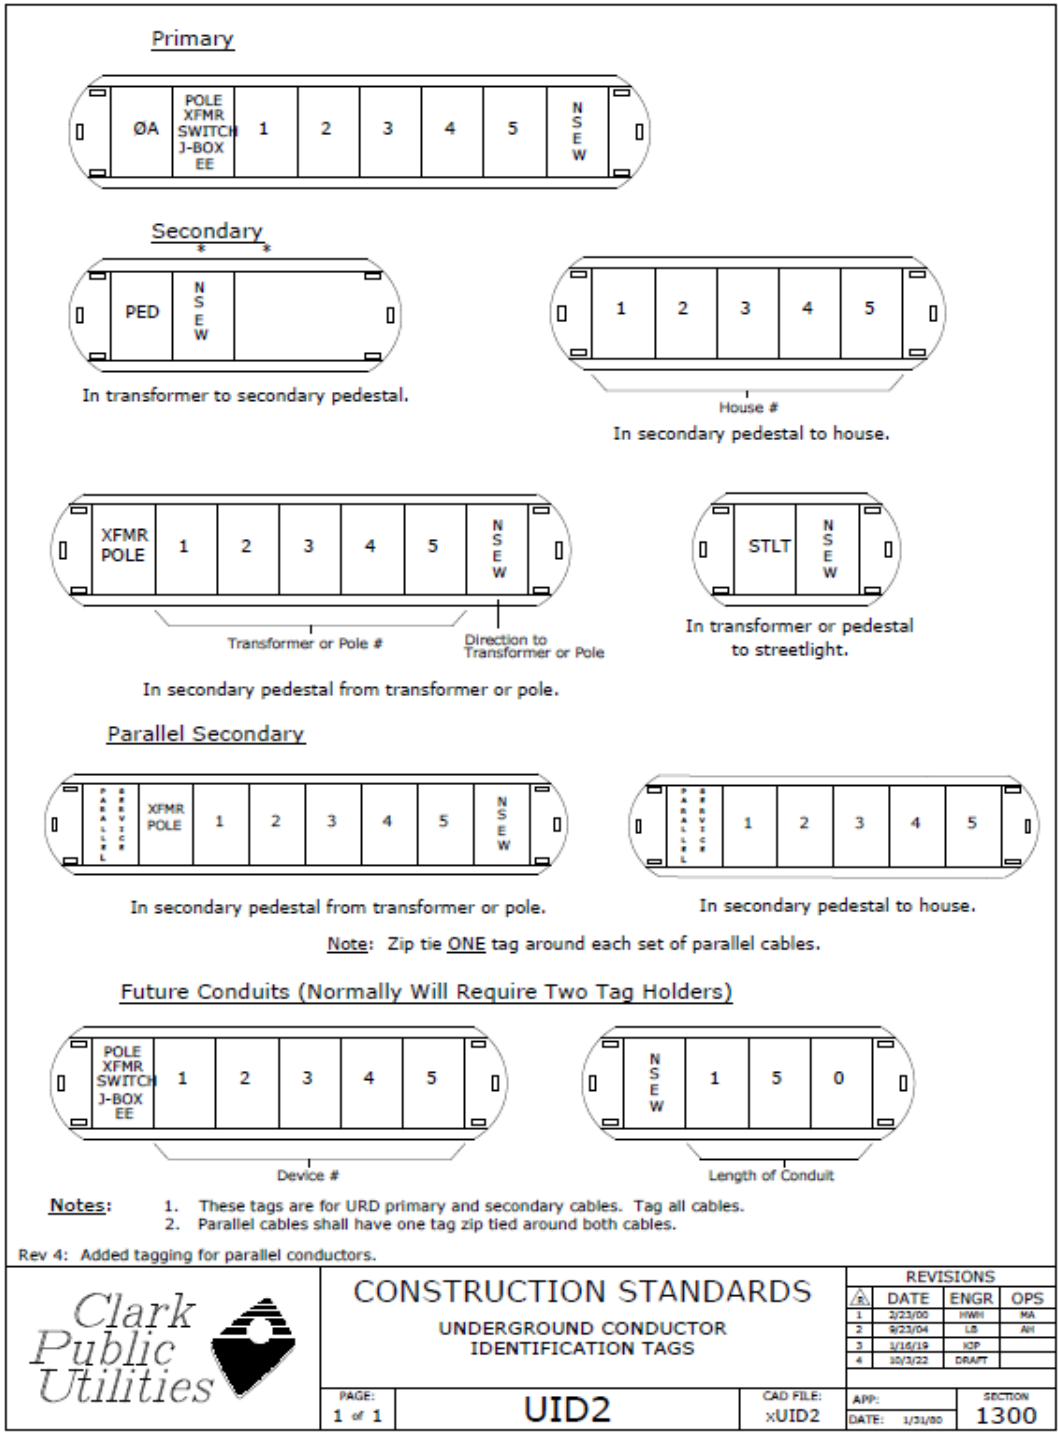 Primary
ØA
POLE
XFMR
SWITCH
J-BOX
EE
1 2 3 4 5
N
S
E
W
Secondary
* *
PED
N
S
E
W
In transformer to secondary pedestal.
1 2 3 4 5
House #
In secondary pedestal to house.
XFMR
POLE
1 2 3 4 5
N
S
E
W
Transformer or Pole #
Direction to
Transformer or Pole
In secondary pedestal from transformer or pole.
STLT
N
S
E
W
In transformer or pedestal
to streetlight.
Parallel Secondary
PARALLEL
SERVICE
XFMR
POLE
1 2 3 4 5
N
S
E
W
In secondary pedestal from transformer or pole.
PARALLEL
SERVICE
1 2 3 4 5
In secondary pedestal to house.
Note: Zip tie ONE tag around each set of parallel cables.
Future Conduits (Normally Will Require Two Tag Holders)
POLE
XFMR
SWITCH
J-BOX
EE
1 2 3 4 5
Device #
N
S
E
W
1 5 0
Length of Conduit
Notes:
1. These tags are for URD primary and secondary cables. Tag all cables.
2. Parallel cables shall have one tag zip tied around both cables.
Rev 4: Added tagging for parallel conductors.
Clark
Public
Utilities
CONSTRUCTION STANDARDS
UNDERGROUND CONDUCTOR
IDENTIFICATION TAGS
PAGE:
1 of 1
UID2
CAD FILE:
xUID2
REVISIONS
R DATE ENGR OPS
1 2/23/00 HWH MA
2 9/23/04 LB AH
3 1/16/19 KJP
4 10/3/22 DRAFT
APP:
DATE: 1/31/80
SECTION
1300